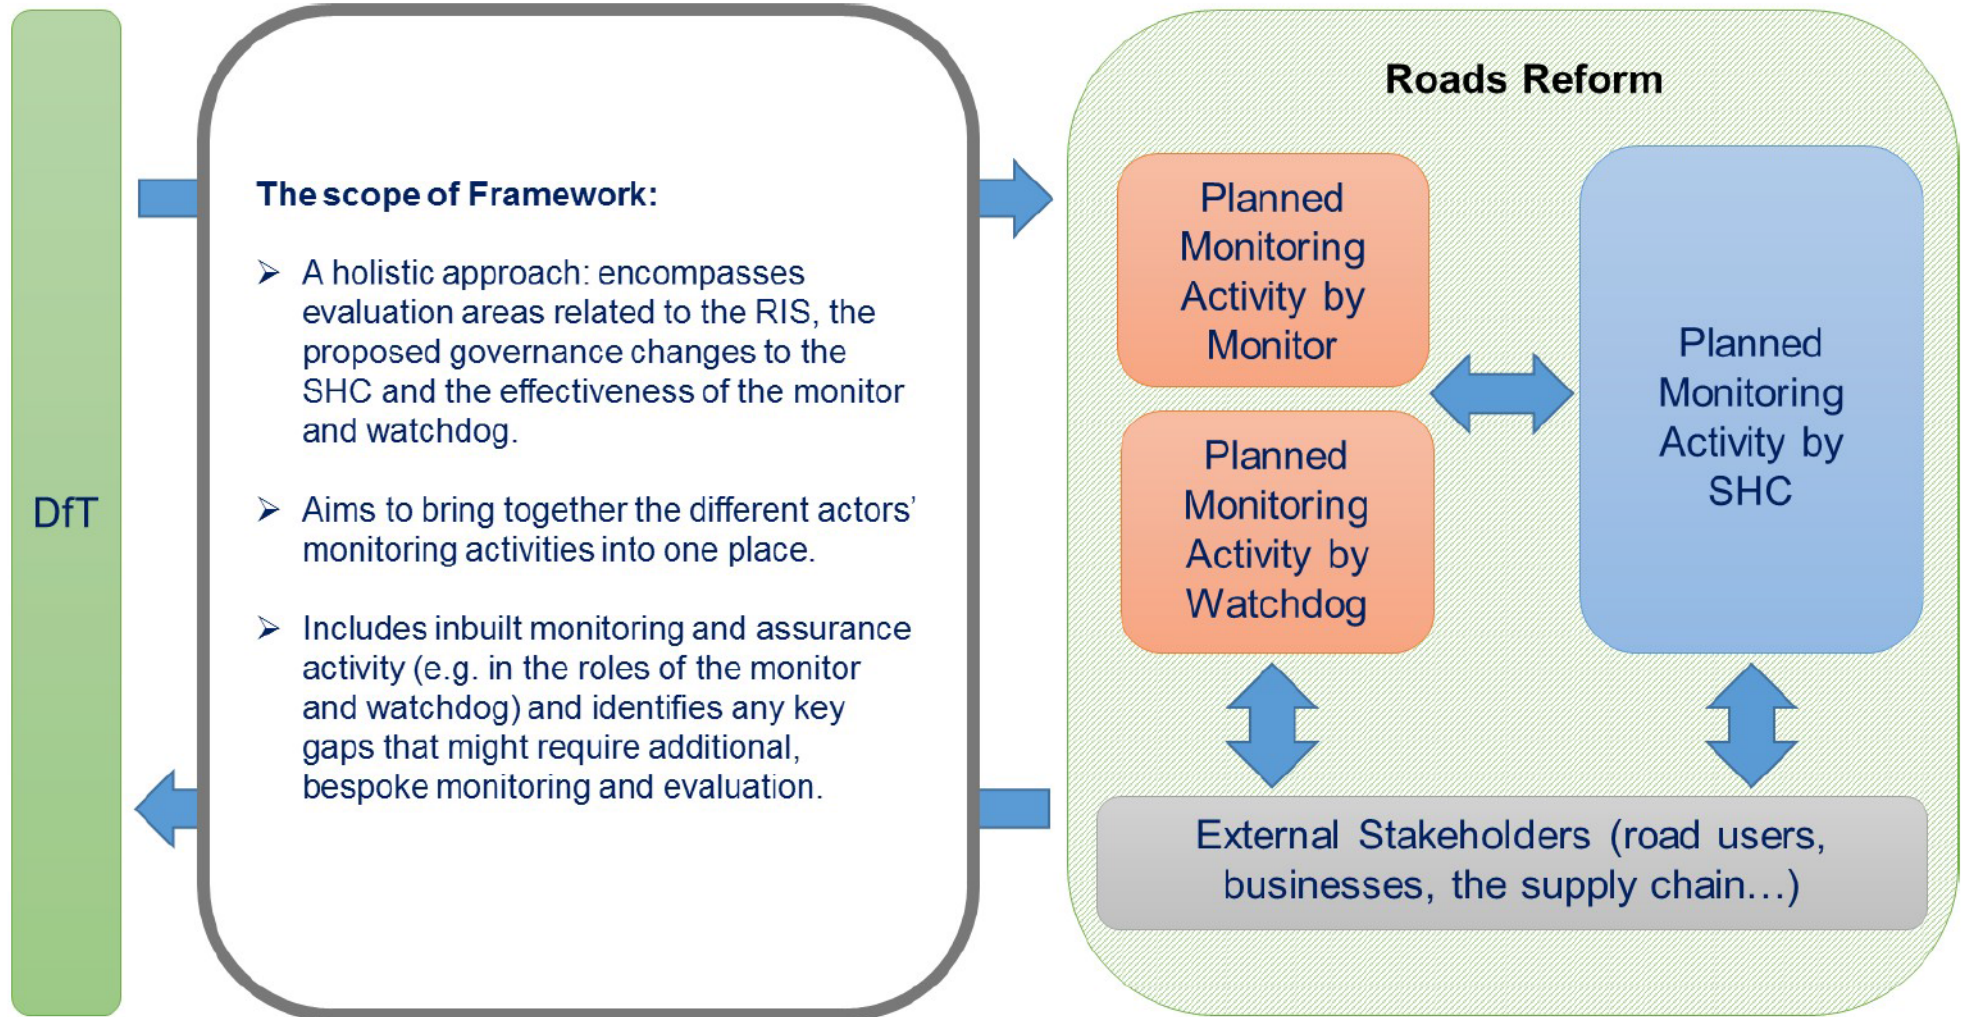 DfT
The scope of Framework:
➢ A holistic approach: encompasses
evaluation areas related to the RIS, the
proposed governance changes to the
SHC and the effectiveness of the monitor
and watchdog.
➢ Aims to bring together the different actors’
monitoring activities into one place.
➢ Includes inbuilt monitoring and assurance
activity (e.g. in the roles of the monitor
and watchdog) and identifies any key
gaps that might require additional,
bespoke monitoring and evaluation.
Roads Reform
Planned
Monitoring
Activity by
Monitor
Planned
Monitoring
Activity by
Watchdog
Planned
Monitoring
Activity by
SHC
External Stakeholders (road users,
businesses, the supply chain…)